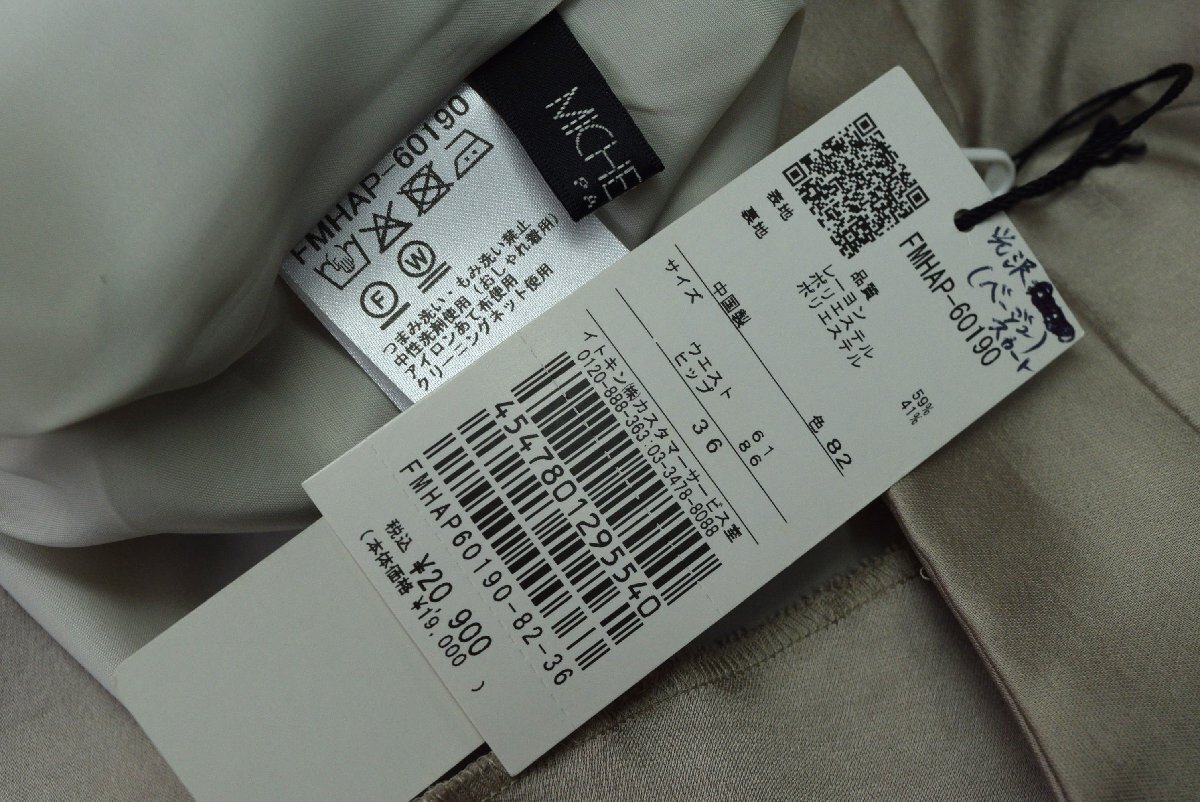 MICHE
FMHAP-60190
W
F
つまみ洗い・もみ洗い禁止
中性洗剤使用(おしゃれ着用)
アイロンあて布使用
クリーニングネット使用
光沢
(ベージュ)
スカート
FMHAP-60190
品質
表地 レーヨン 59%
ポリエステル 41%
裏地 ポリエステル
中国製 色 82
サイズ 36
ウエスト 61
ヒップ 86
イトキン㈱カスタマーサービス室
0120-888-363:03-3478-8088
4547801295540
FMHAP60190-82-36
税込 ¥20,900
(本体価格 ¥19,000)